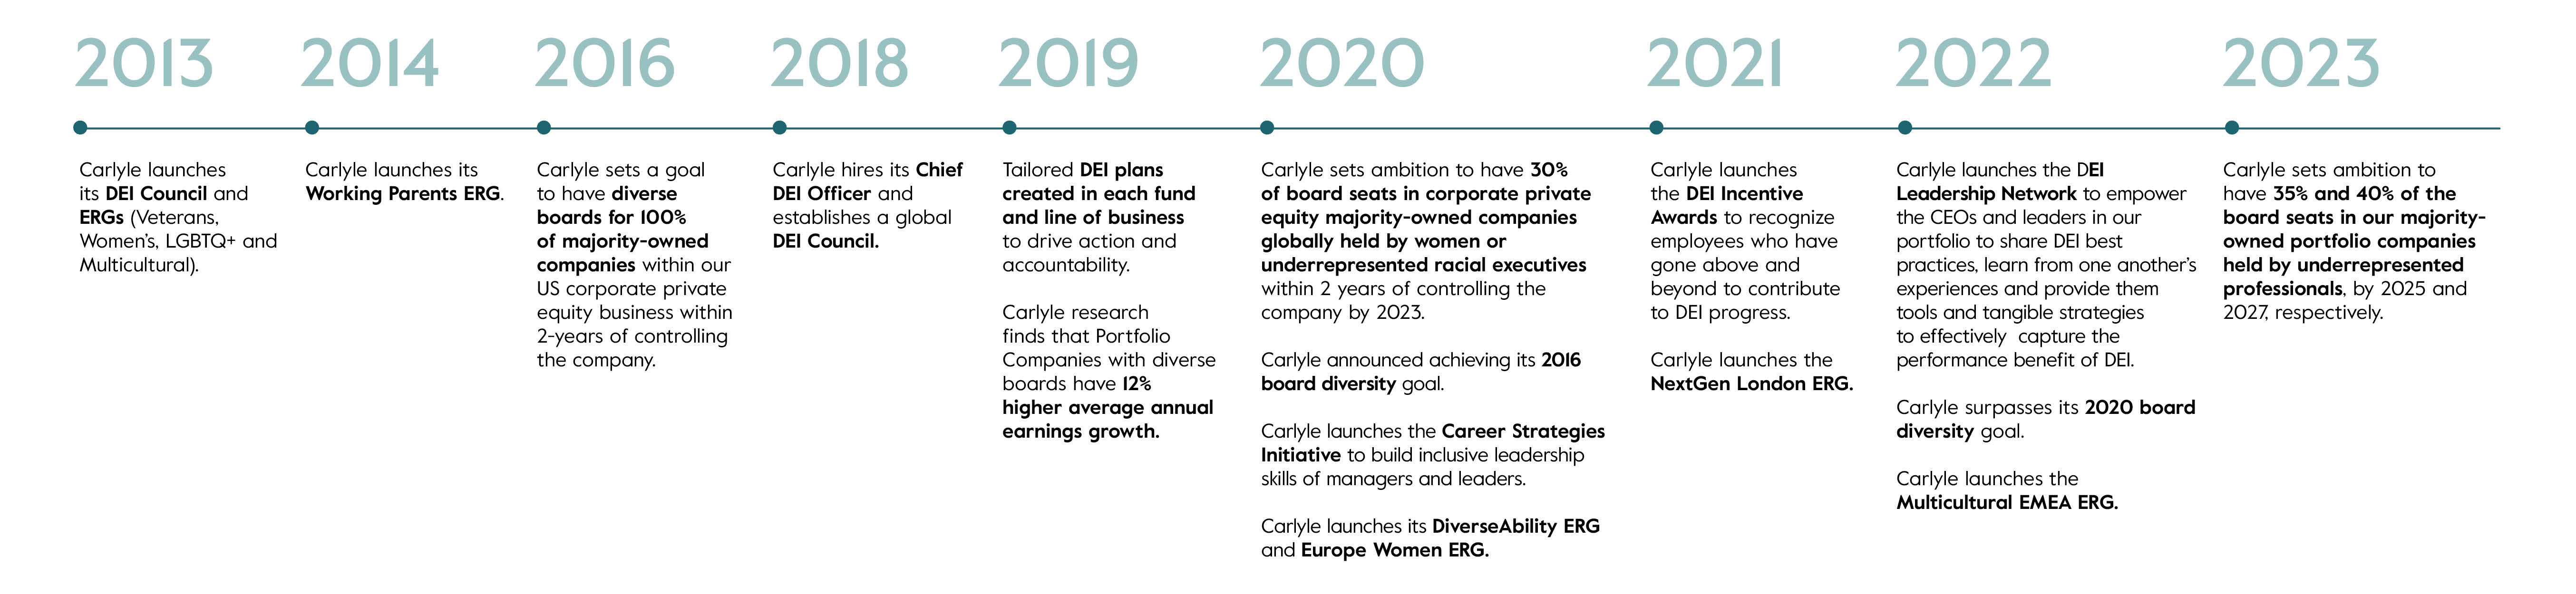 2013
Carlyle launches
its DEI Council and
ERGs (Veterans,
Women's, LGBTQ+ and
Multicultural).
2014
Carlyle launches its
Working Parents ERG.
2016
Carlyle sets a goal
to have diverse
boards for 100%
of majority-owned
companies within our
US corporate private
equity business within
2-years of controlling
the company.
2018
Carlyle hires its Chief
DEI Officer and
establishes a global
DEI Council.
2019
Tailored DEI plans
created in each fund
and line of business
to drive action and
accountability.
Carlyle research
finds that Portfolio
Companies with diverse
boards have 12%
higher average annual
earnings growth.
2020
Carlyle sets ambition to have 30%
of board seats in corporate private
equity majority-owned companies
globally held by women or
underrepresented racial executives
within 2 years of controlling the
company by 2023.
Carlyle announced achieving its 2016
board diversity goal.
Carlyle launches the Career Strategies
Initiative to build inclusive leadership
skills of managers and leaders.
Carlyle launches its DiverseAbility ERG
and Europe Women ERG.
2021
Carlyle launches
the DEI Incentive
Awards to recognize
employees who have
gone above and
beyond to contribute
to DEI progress.
Carlyle launches the
NextGen London ERG.
2022
Carlyle launches the DEI
Leadership Network to empower
the CEOs and leaders in our
portfolio to share DEI best
practices, learn from one another's
experiences and provide them
tools and tangible strategies
to effectively capture the
performance benefit of DEI.
Carlyle surpasses its 2020 board
diversity goal.
Carlyle launches the
Multicultural EMEA ERG.
2023
Carlyle sets ambition to
have 35% and 40% of the
board seats in our majority-
owned portfolio companies
held by underrepresented
professionals, by 2025 and
2027, respectively.